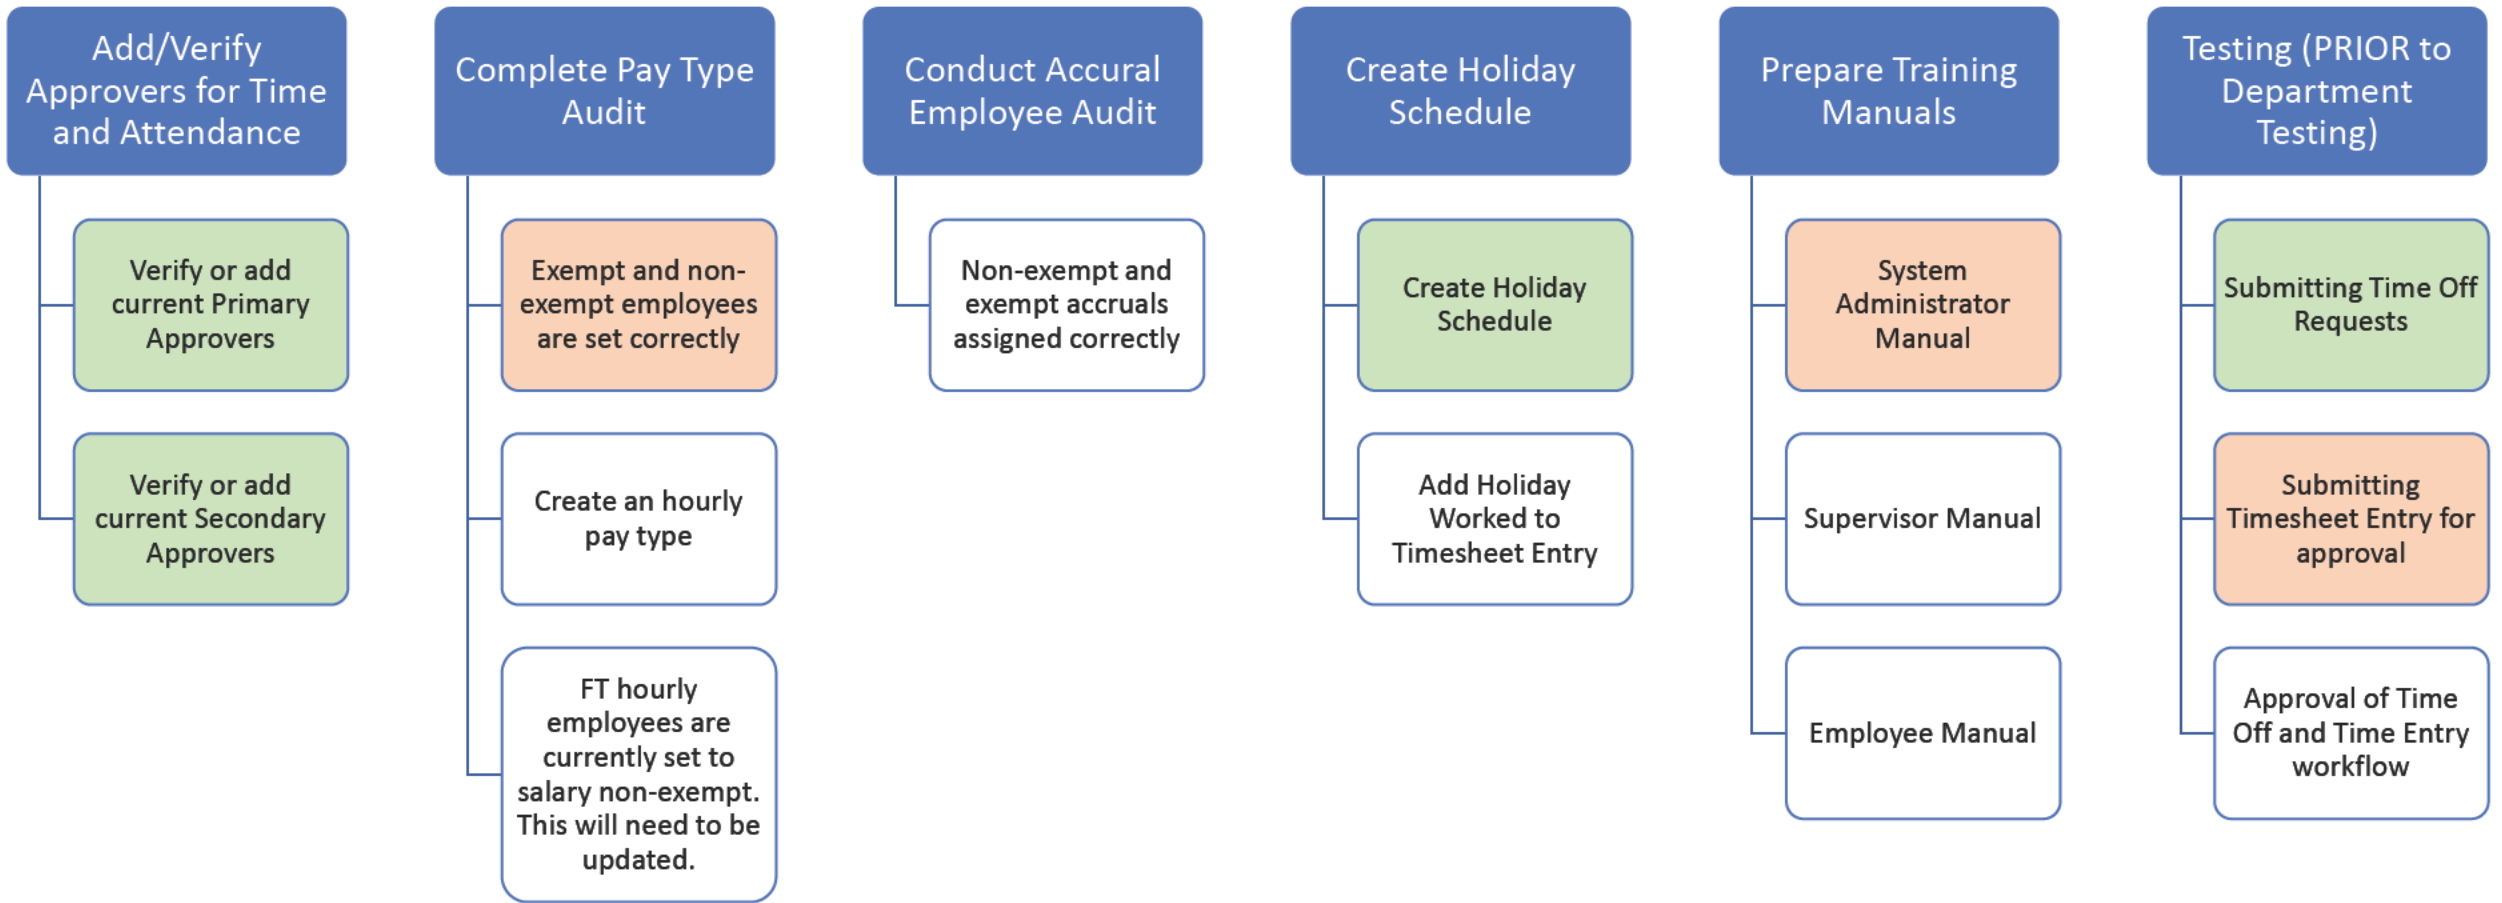 Add/Verify
Approvers for Time
and Attendance
Verify or add
current Primary
Approvers
Verify or add
current Secondary
Approvers
Complete Pay Type
Audit
Exempt and non-
exempt employees
are set correctly
Create an hourly
pay type
FT hourly
employees are
currently set to
salary non-exempt.
This will need to be
updated.
Conduct Accural
Employee Audit
Non-exempt and
exempt accruals
assigned correctly
Create Holiday
Schedule
Create Holiday
Schedule
Add Holiday
Worked to
Timesheet Entry
Prepare Training
Manuals
System
Administrator
Manual
Supervisor Manual
Employee Manual
Testing (PRIOR to
Department
Testing)
Submitting Time Off
Requests
Submitting
Timesheet Entry for
approval
Approval of Time
Off and Time Entry
workflow